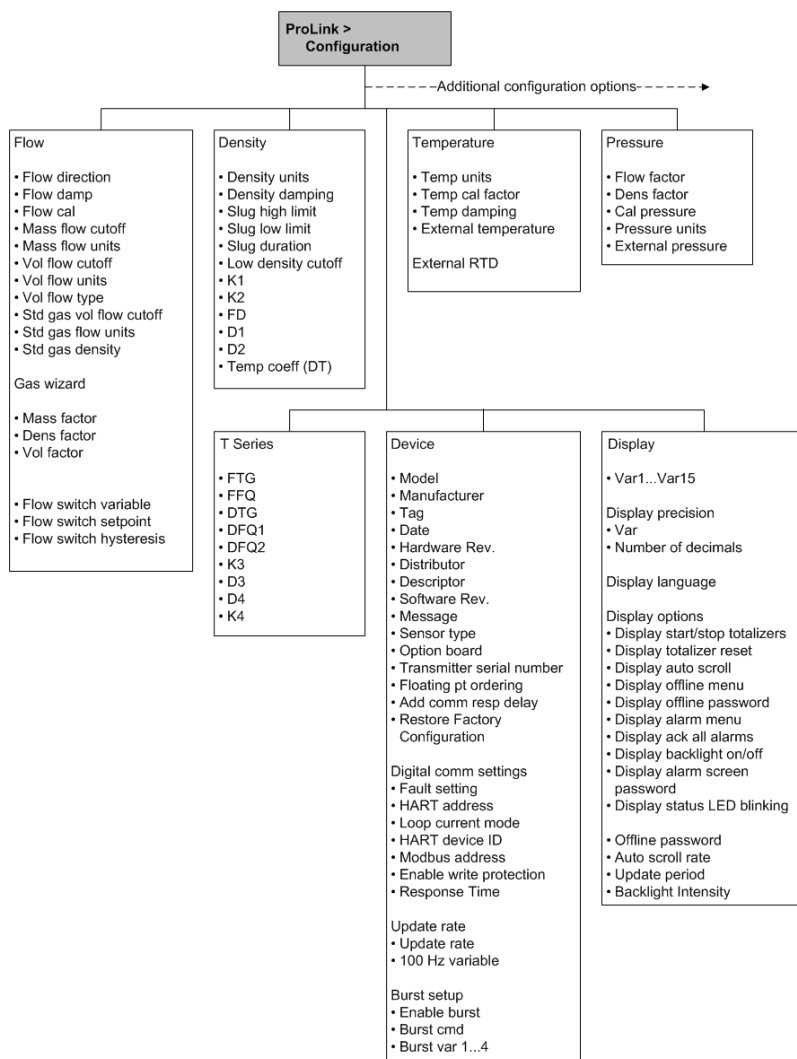 ProLink >
Configuration
Additional configuration options
Flow
• Flow direction
• Flow damp
• Flow cal
• Mass flow cutoff
• Mass flow units
• Vol flow cutoff
• Vol flow units
• Vol flow type
• Std gas vol flow cutoff
• Std gas flow units
• Std gas density
Gas wizard
• Mass factor
• Dens factor
• Vol factor
• Flow switch variable
• Flow switch setpoint
• Flow switch hysteresis
Density
• Density units
• Density damping
• Slug high limit
• Slug low limit
• Slug duration
• Low density cutoff
• K1
• K2
• FD
• D1
• D2
• Temp coeff (DT)
Temperature
• Temp units
• Temp cal factor
• Temp damping
• External temperature
External RTD
Pressure
• Flow factor
• Dens factor
• Cal pressure
• Pressure units
• External pressure
T Series
• FTG
• FFQ
• DTG
• DFQ1
• DFQ2
• K3
• D3
• D4
• K4
Device
• Model
• Manufacturer
• Tag
• Date
• Hardware Rev.
• Distributor
• Descriptor
• Software Rev.
• Message
• Sensor type
• Option board
• Transmitter serial number
• Floating pt ordering
• Add comm resp delay
• Restore Factory
Configuration
Digital comm settings
• Fault setting
• HART address
• Loop current mode
• HART device ID
• Modbus address
• Enable write protection
• Response Time
Update rate
• Update rate
• 100 Hz variable
Burst setup
• Enable burst
• Burst cmd
• Burst var 1...4
Display
• Var1...Var15
Display precision
• Var
• Number of decimals
Display language
Display options
• Display start/stop totalizers
• Display totalizer reset
• Display auto scroll
• Display offline menu
• Display offline password
• Display alarm menu
• Display ack all alarms
• Display backlight on/off
• Display alarm screen
password
• Display status LED blinking
• Offline password
• Auto scroll rate
• Update period
• Backlight Intensity